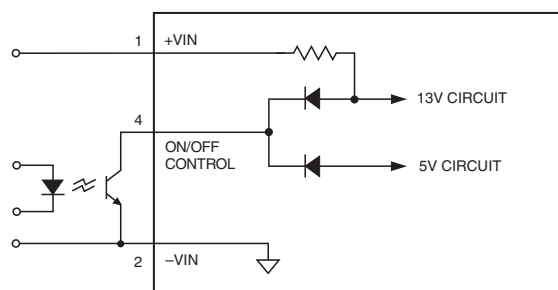 1
+VIN
13V CIRCUIT
4
ON/OFF
CONTROL
5V CIRCUIT
2
–VIN